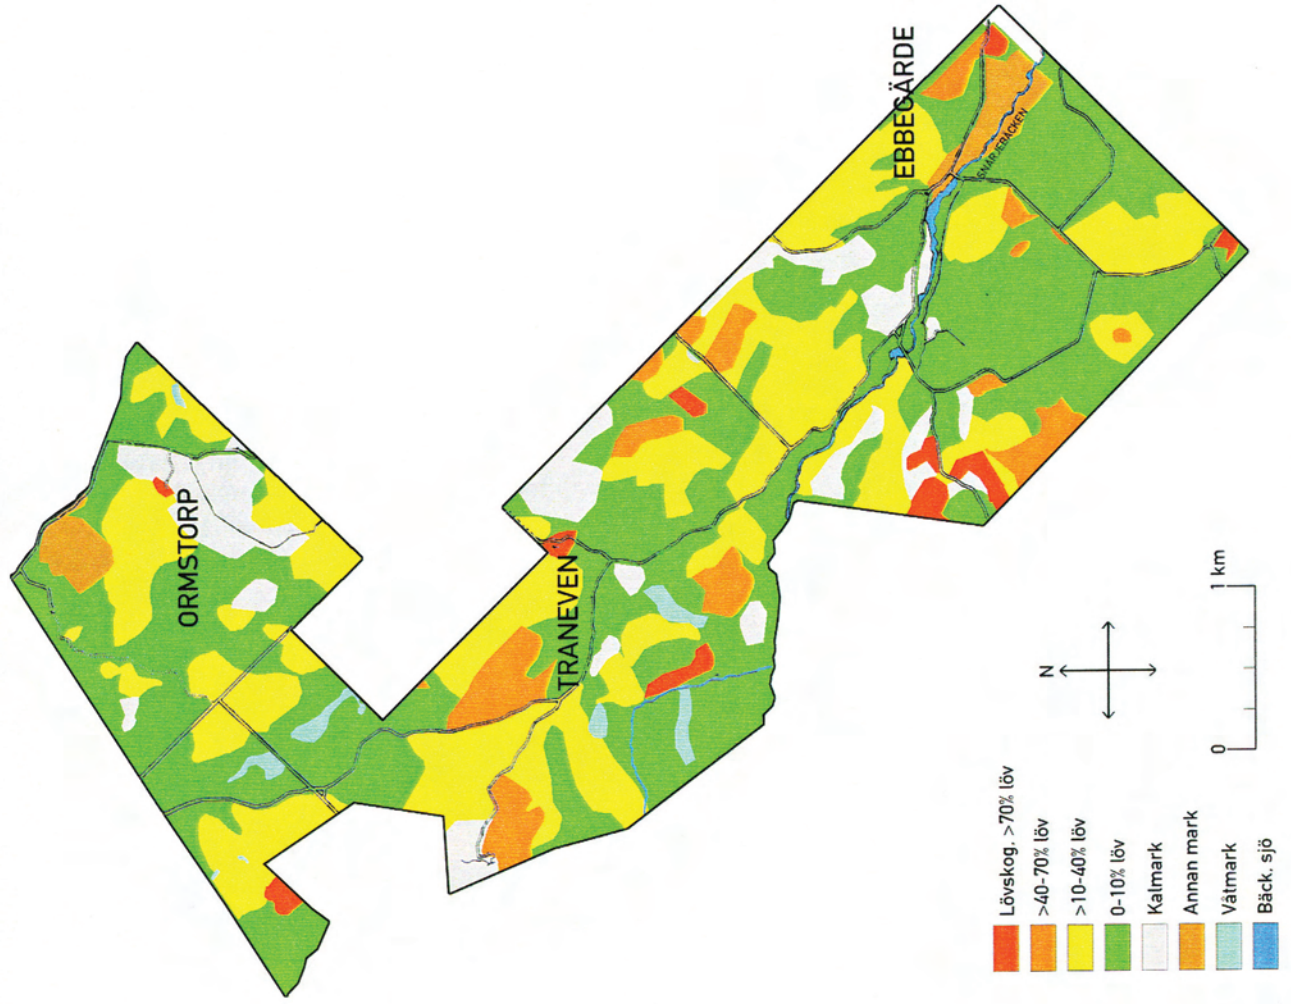 ORMSTORP
TRANEVEN
EBBEGÄRDE
SNÄRJEBÄCKEN
N
0
1 km
Lövskog. >70% löv
>40-70% löv
>10-40% löv
0-10% löv
Kalmark
Annan mark
Våtmark
Bäck. sjö